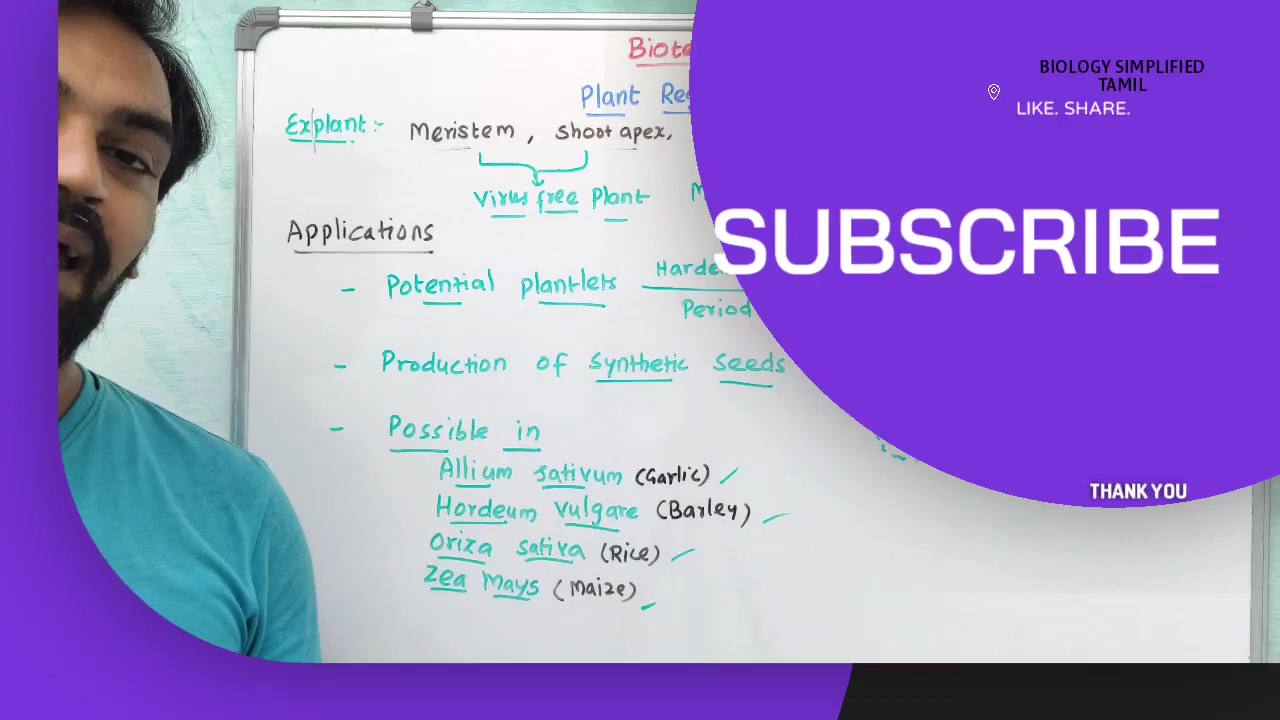 BIOLOGY SIMPLIFIED
TAMIL
LIKE. SHARE.
SUBSCRIBE
THANK YOU
Plant
Explant:-
Meristem, shoot apex,
Virus free Plant
Applications
- Potential plantlets
Period
- Production of Synthetic Seeds
- Possible in
Allium sativum (Garlic)
Hordeum vulgare (Barley)
Oriza sativa (Rice)
Zea Mays (Maize)